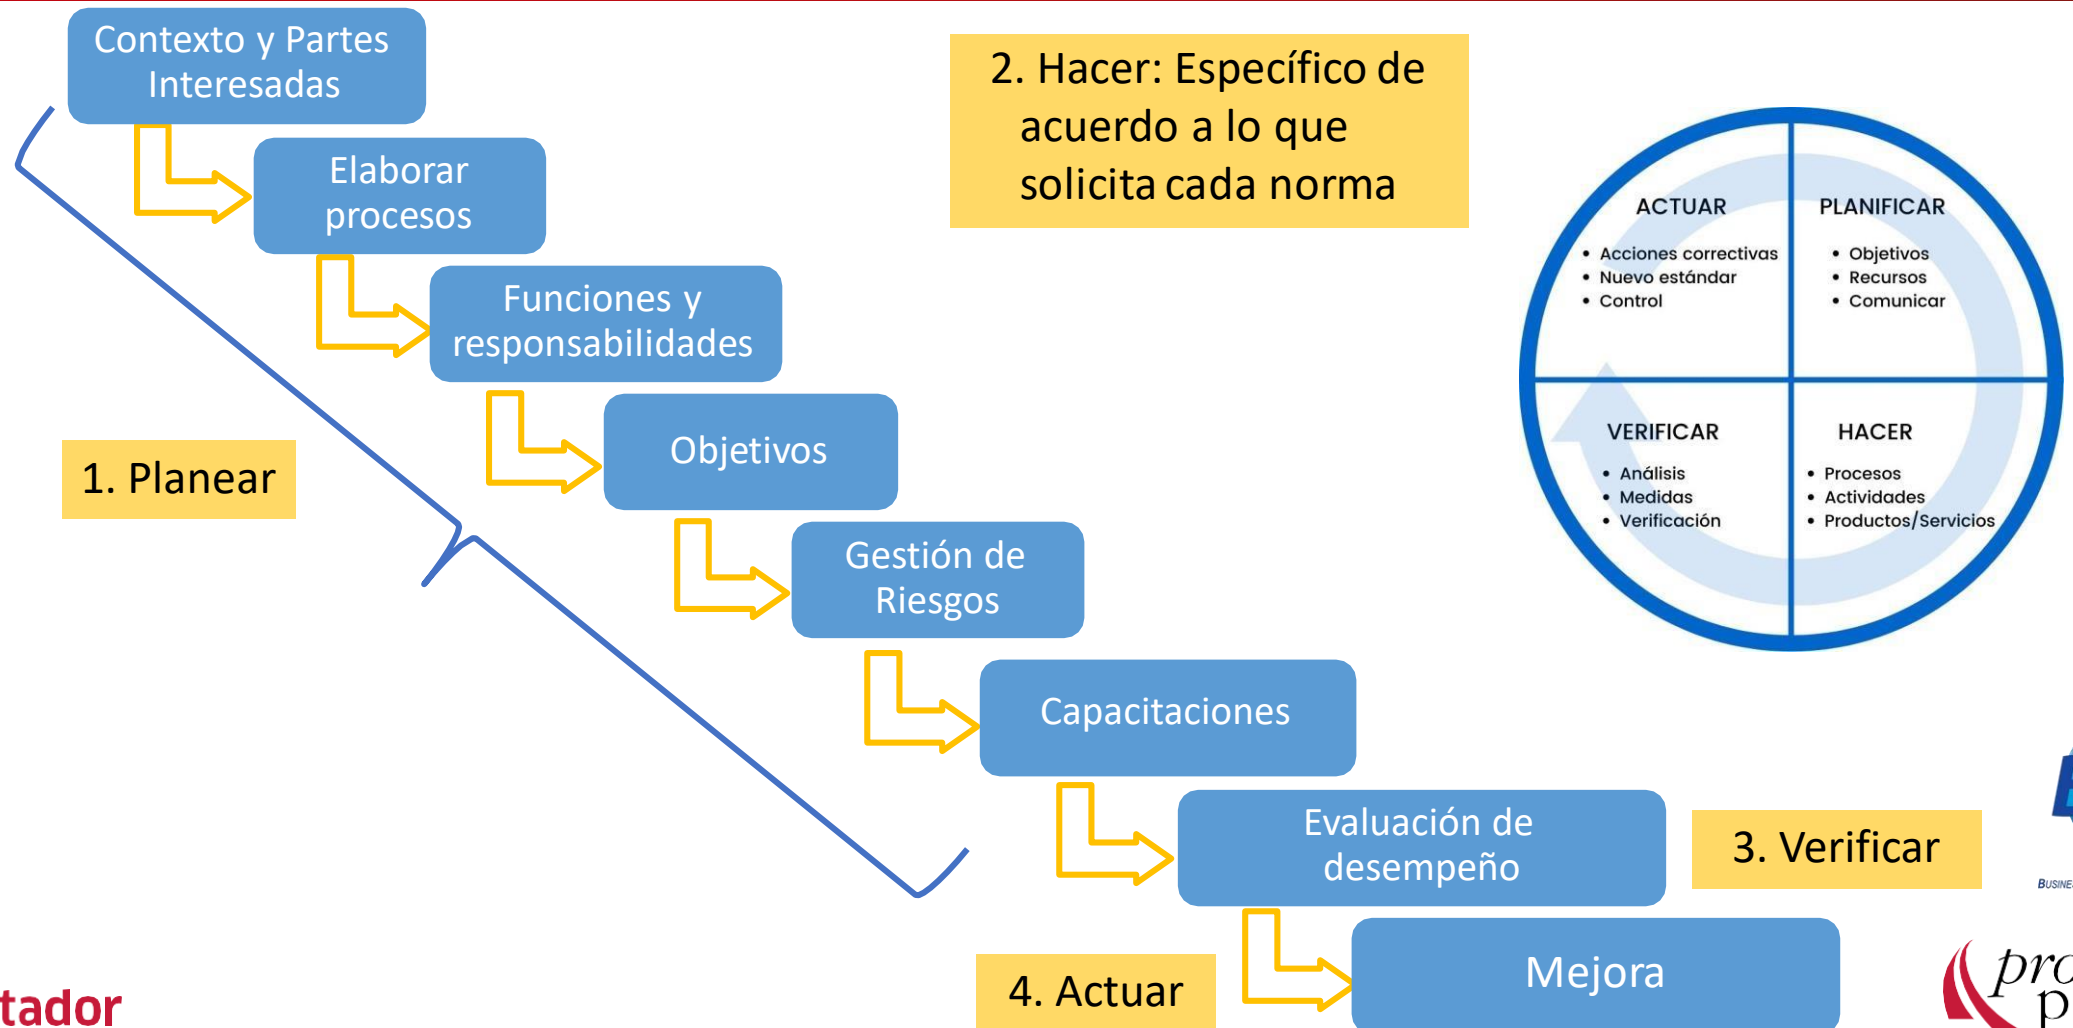 Contexto y Partes
Interesadas
Elaborar
procesos
Funciones y
responsabilidades
Objetivos
Gestión de
Riesgos
Capacitaciones
Evaluación de
desempeño
Mejora
1. Planear
2. Hacer: Específico de
acuerdo a lo que
solicita cada norma
3. Verificar
4. Actuar
ACTUAR
• Acciones correctivas
• Nuevo estándar
• Control
PLANIFICAR
• Objetivos
• Recursos
• Comunicar
VERIFICAR
• Análisis
• Medidas
• Verificación
HACER
• Procesos
• Actividades
• Productos/Servicios